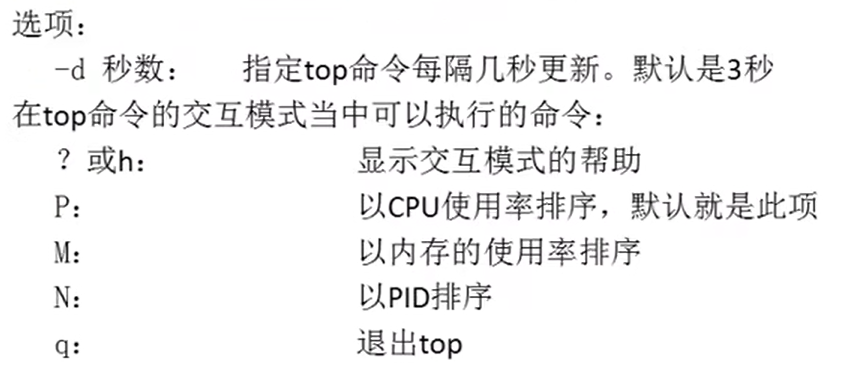 选项：
-d 秒数： 指定top命令每隔几秒更新。默认是3秒
在top命令的交互模式当中可以执行的命令：
？或h： 显示交互模式的帮助
P： 以CPU使用率排序，默认就是此项
M： 以内存的使用率排序
N： 以PID排序
q： 退出top